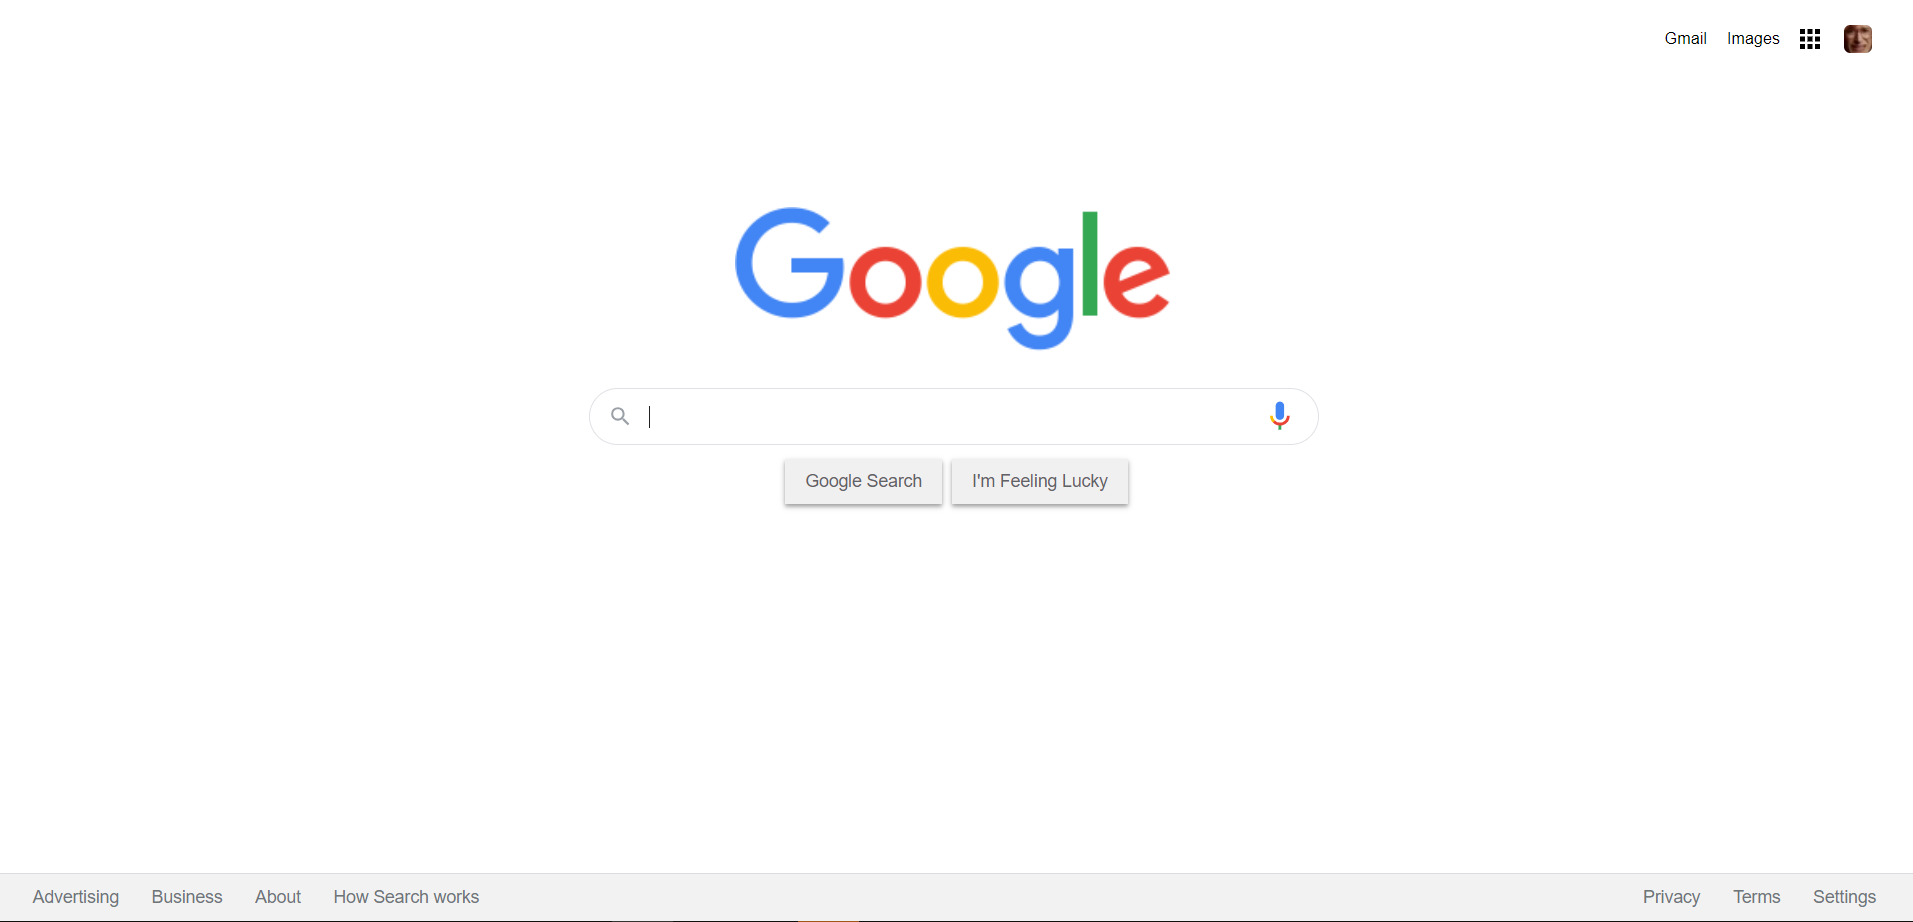 Gmail Images
Google
Google Search I'm Feeling Lucky
Advertising Business About How Search works Privacy Terms Settings